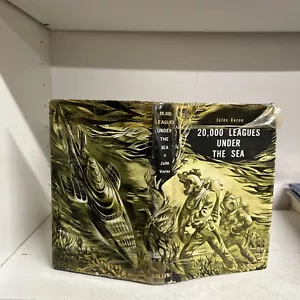 20,000
LEAGUES
UNDER
THE
SEA
Jules
Verne
COLLINS
Jules Verne
20,000 LEAGUES
UNDER
THE SEA